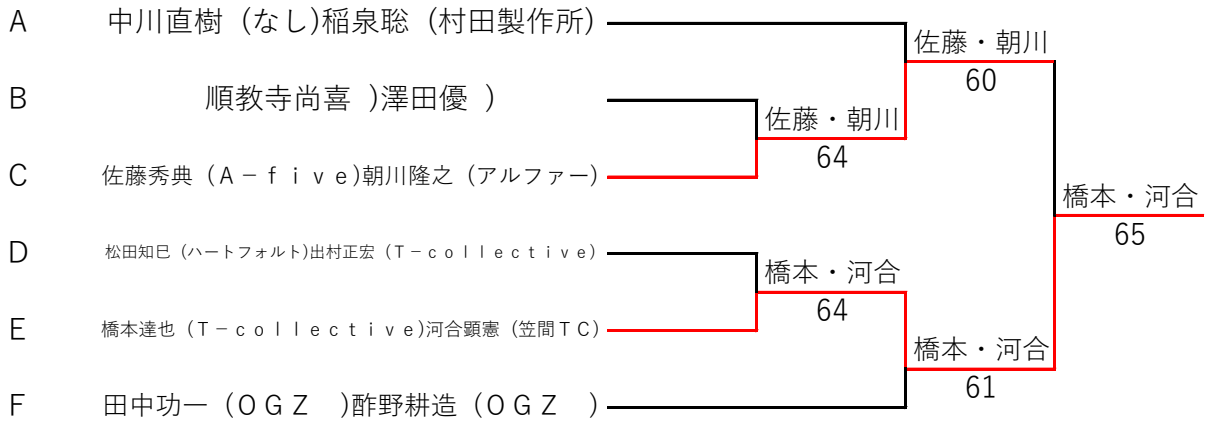 A 中川直樹 (なし)稲泉聡 (村田製作所)
佐藤・朝川
60
B 順教寺尚喜 )澤田優 )
佐藤・朝川
64
C 佐藤秀典 (A−five)朝川隆之 (アルファー)
橋本・河合
65
D 松田知巳 (ハートフォルト)出村正宏 (T−collective)
橋本・河合
64
E 橋本達也 (T−collective)河合顕憲 (笠間TC)
橋本・河合
61
F 田中功一 (OGZ )酢野耕造 (OGZ )